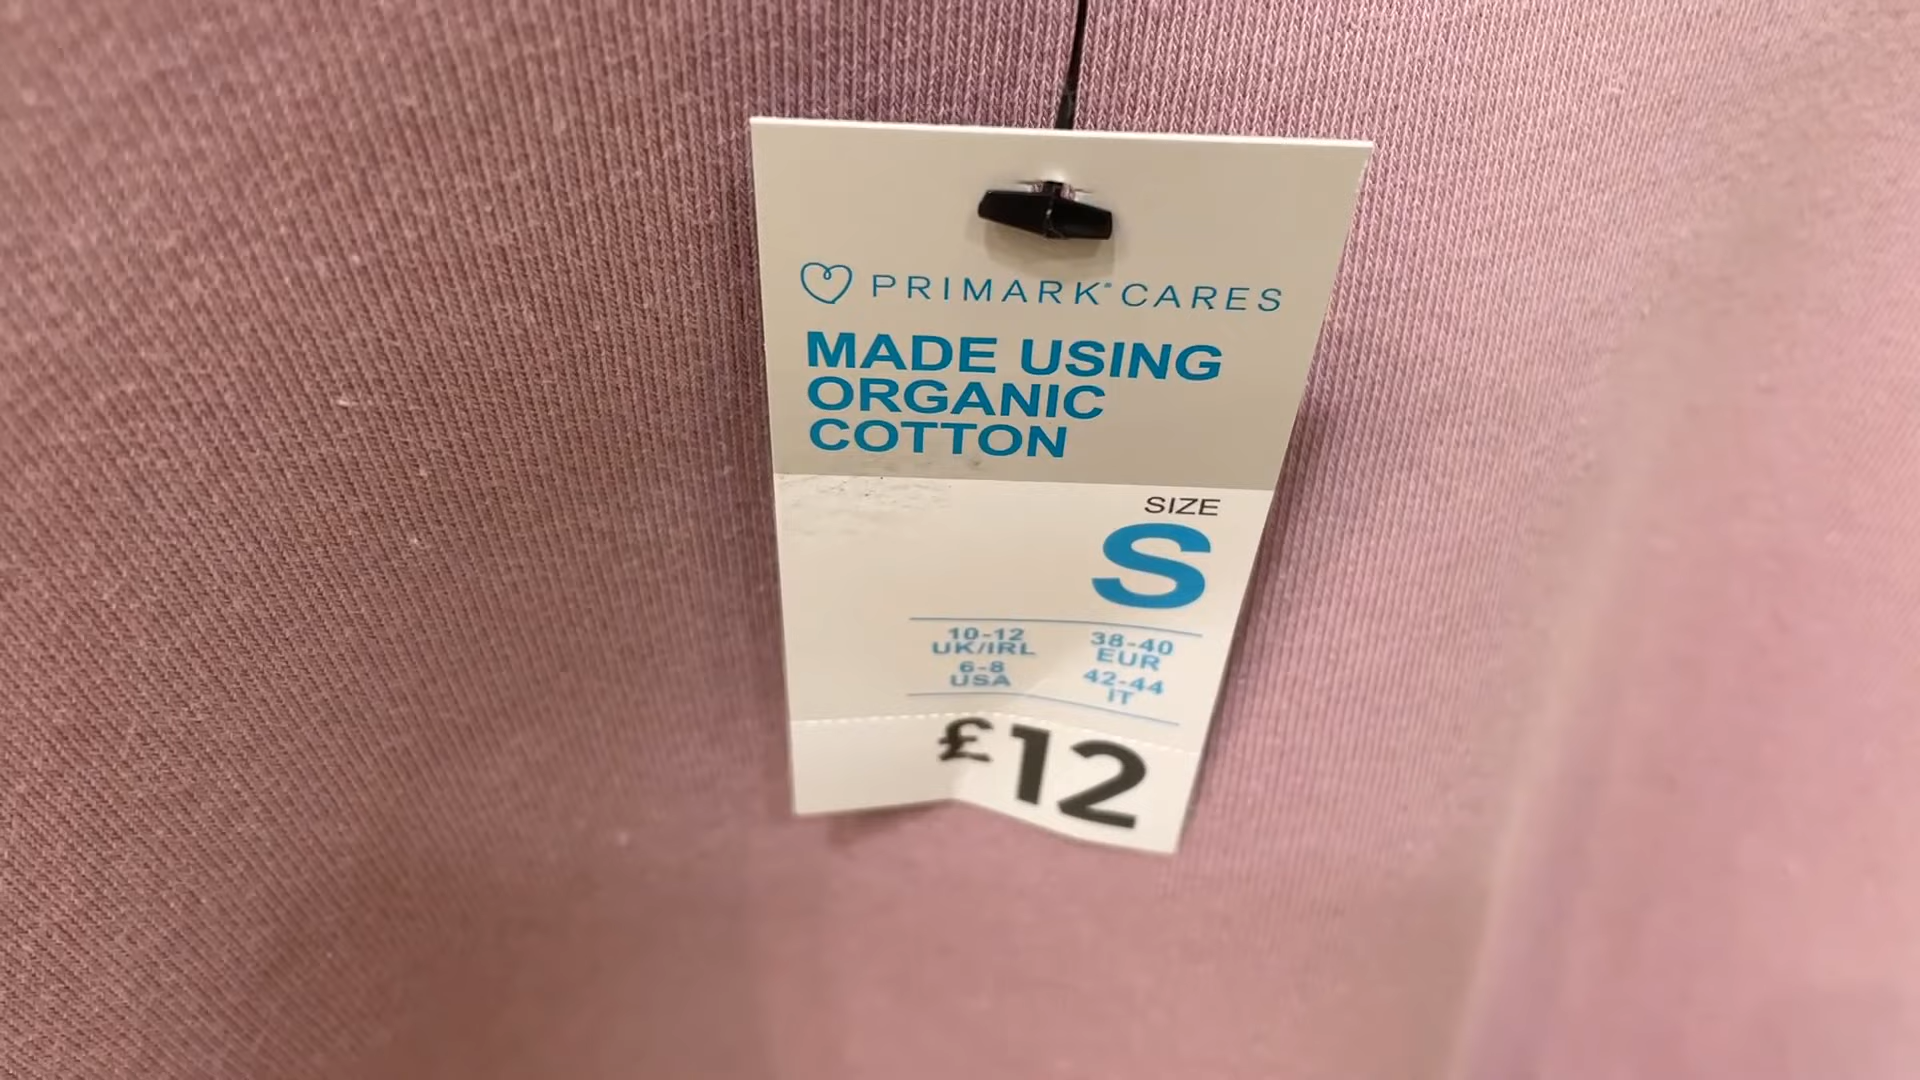 PRIMARK® CARES
MADE USING
ORGANIC
COTTON
SIZE
S
10-12
UK/IRL
6-8
USA
38-40
EUR
42-44
IT
£12